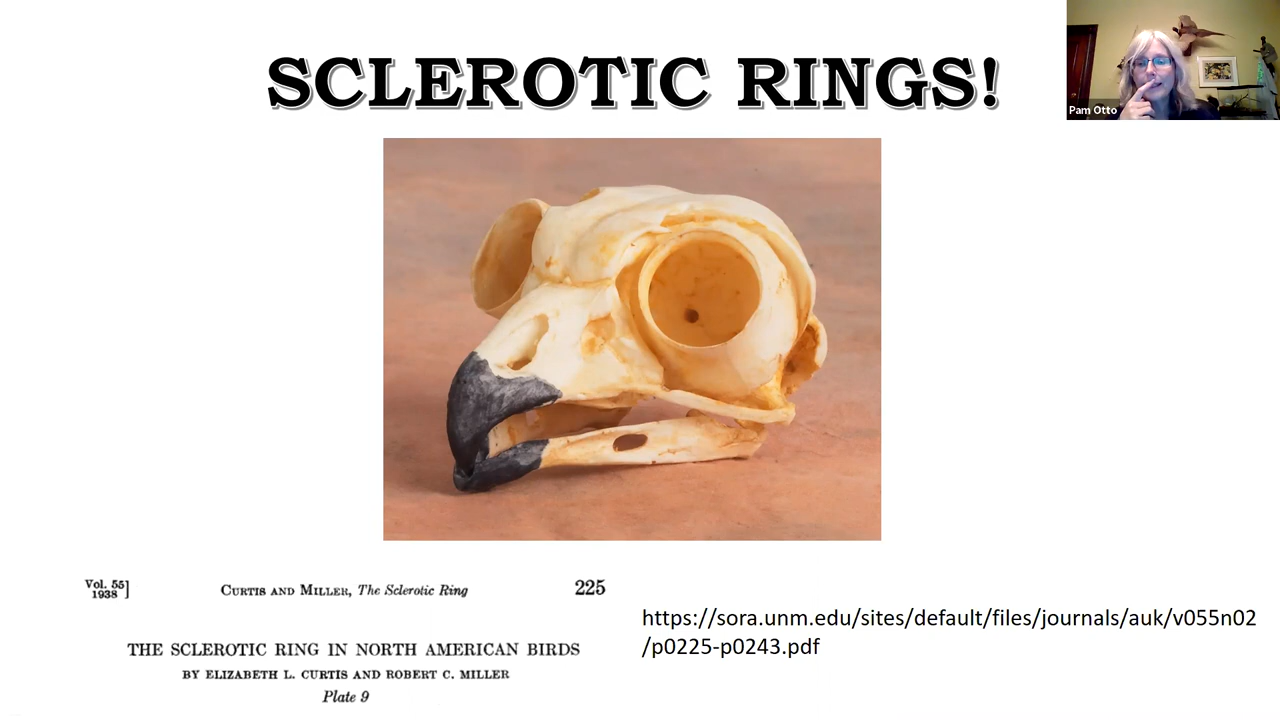 SCLEROTIC RINGS!
Pam Otto
Vol. 55]
1938
CURTIS AND MILLER, The Sclerotic Ring
225
THE SCLEROTIC RING IN NORTH AMERICAN BIRDS
BY ELIZABETH L. CURTIS AND ROBERT C. MILLER
Plate 9
https://sora.unm.edu/sites/default/files/journals/auk/v055n02
/p0225-p0243.pdf